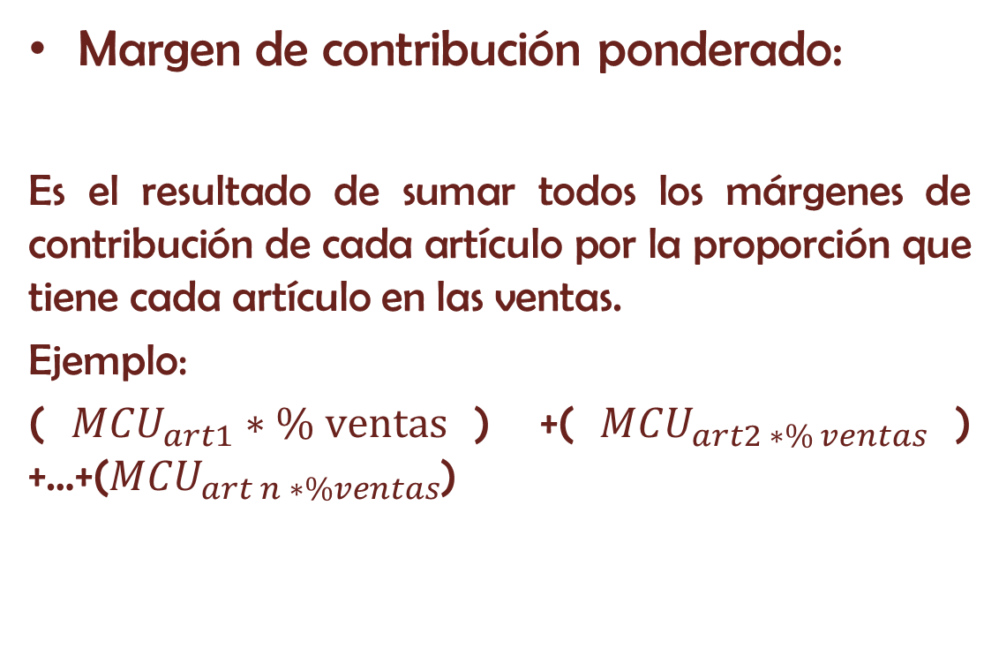 • Margen de contribución ponderado:
Es el resultado de sumar todos los márgenes de
contribución de cada artículo por la proporción que
tiene cada artículo en las ventas.
Ejemplo:
( MCU_{art1} * % ventas ) +( MCU_{art2 *% ventas} )
+...+(MCU_{art n *%ventas})